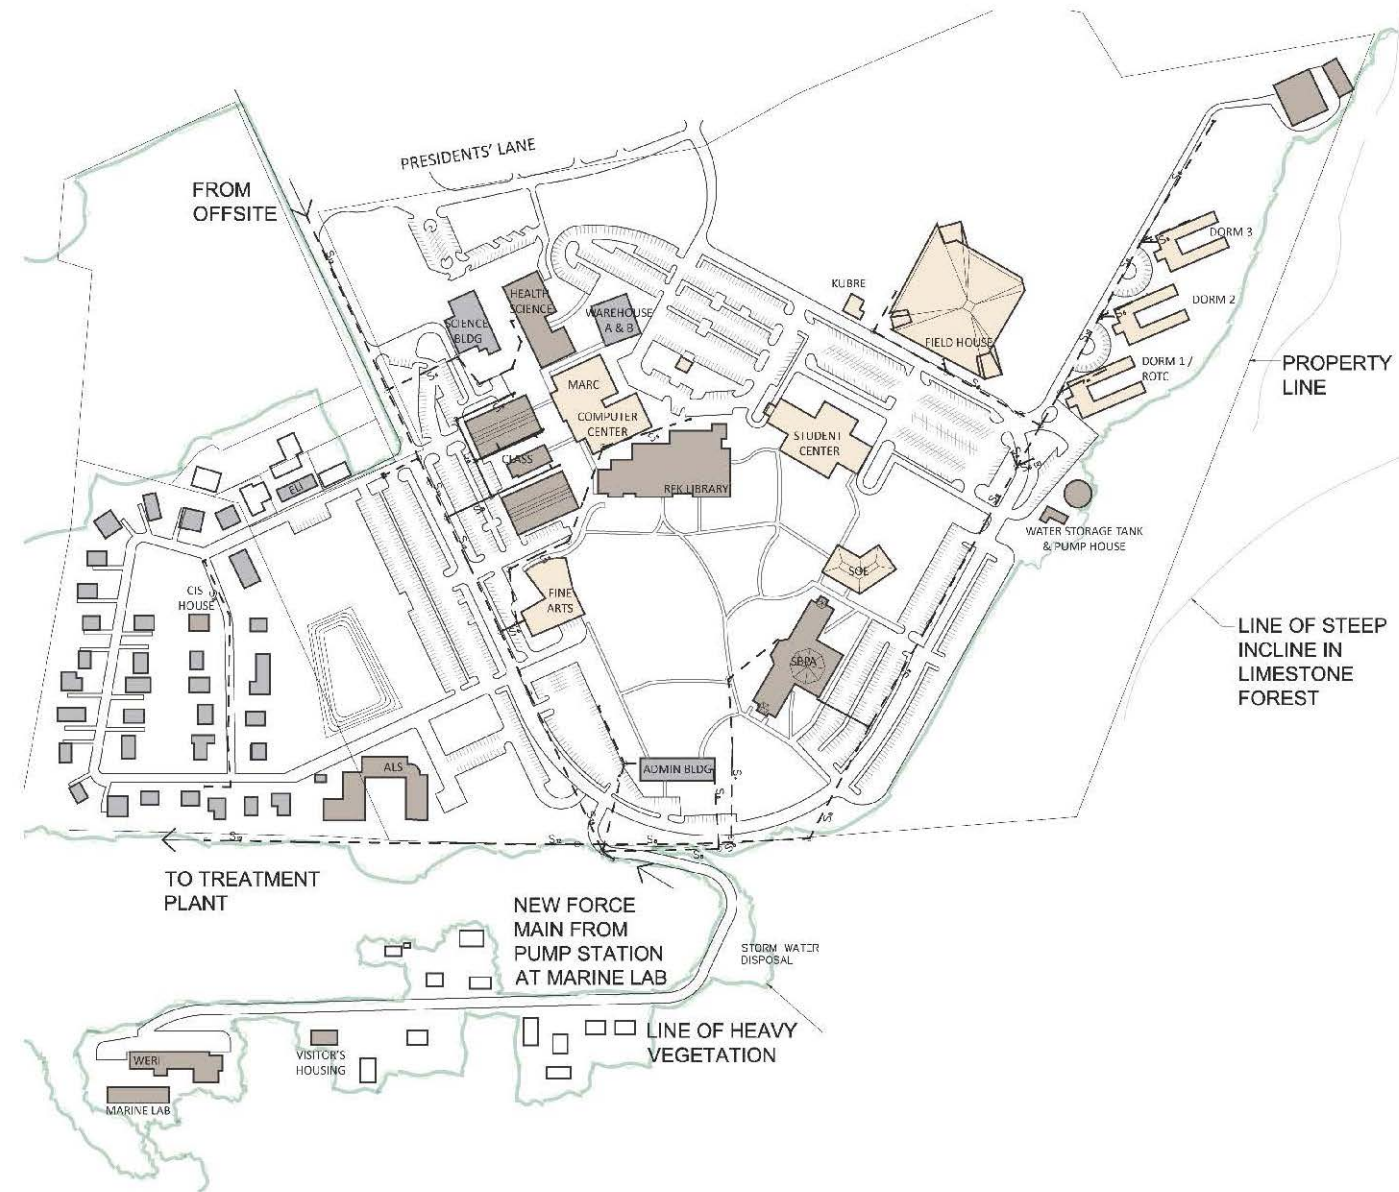 PRESIDENTS' LANE
FROM
OFFSITE
DORM 3
KUBRE
HEALTH
SCIENCE
DORM 2
WAREHOUSE
A & B
SCIENCE
BLDG
FIELD HOUSE
DORM 1 /
ROTC
PROPERTY
LINE
MARC
COMPUTER
CENTER
STUDENT
CENTER
CLASS
ELI
RFK LIBRARY
WATER STORAGE TANK
& PUMP HOUSE
SOE
CIS
HOUSE
FINE
ARTS
LINE OF STEEP
INCLINE IN
LIMESTONE
FOREST
SBPA
ALS
ADMIN BLDG
TO TREATMENT
PLANT
NEW FORCE
MAIN FROM
PUMP STATION
AT MARINE LAB
STORM WATER
DISPOSAL
LINE OF HEAVY
VEGETATION
VISITOR'S
HOUSING
WERI
MARINE LAB